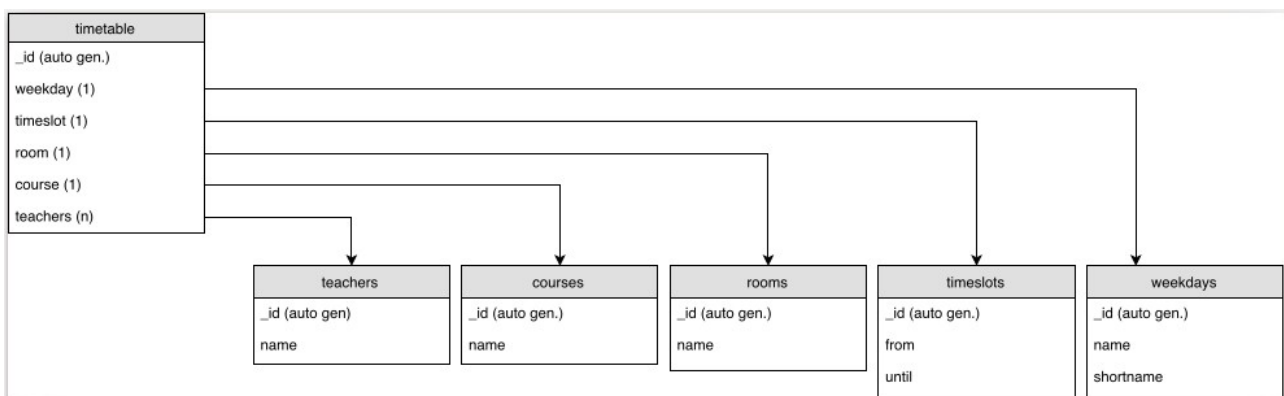 timetable
_id (auto gen.)
weekday (1)
timeslot (1)
room (1)
course (1)
teachers (n)
teachers
_id (auto gen)
name
courses
_id (auto gen.)
name
rooms
_id (auto gen.)
name
timeslots
_id (auto gen.)
from
until
weekdays
_id (auto gen.)
name
shortname